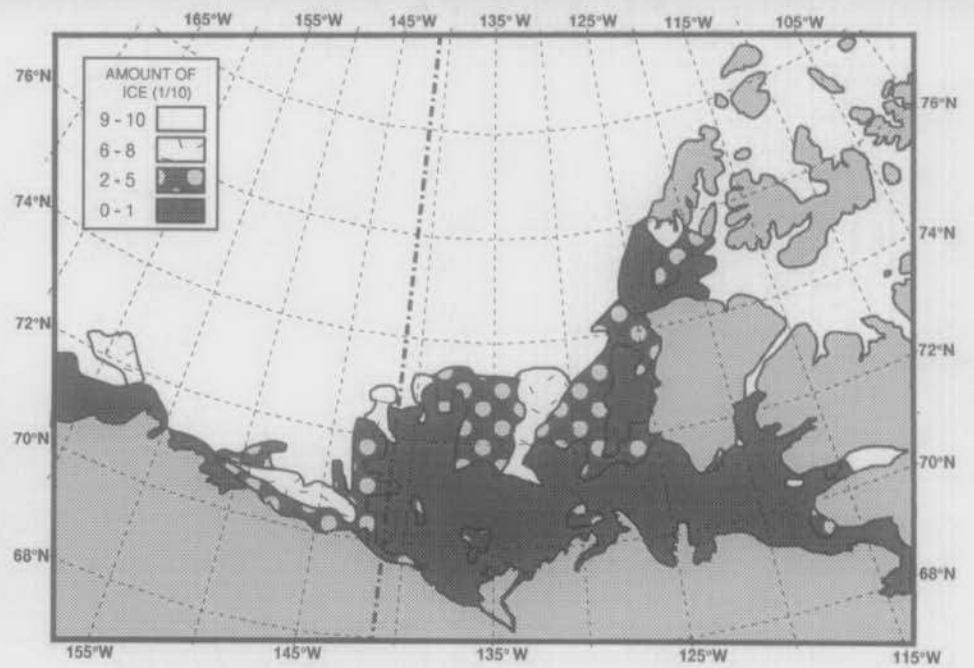 165°W 155°W 145°W 135°W 125°W 115°W 105°W
76°N 76°N
AMOUNT OF
ICE (1/10)
9 - 10
6 - 8
2 - 5
0 - 1
74°N 74°N
72°N 72°N
70°N 70°N
68°N 68°N
155°W 145°W 135°W 125°W 115°W